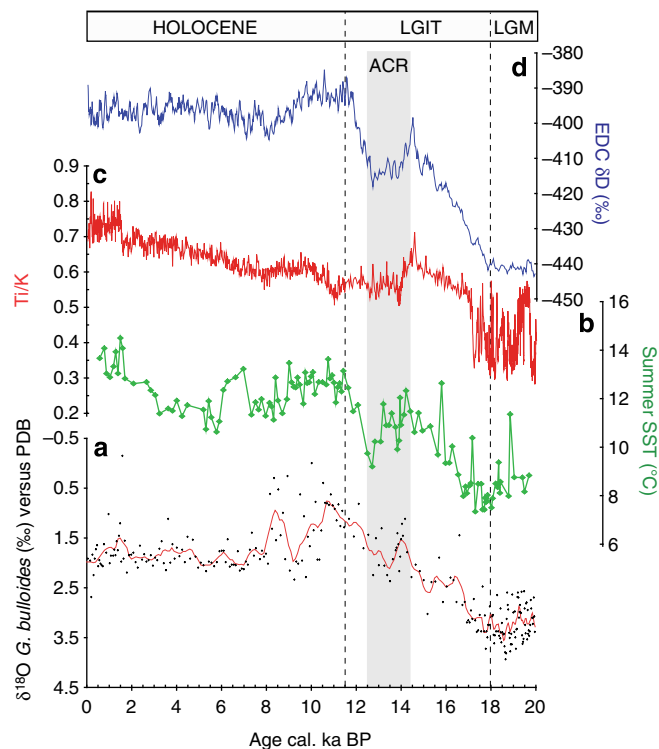 HOLOCENE LGIT LGM
ACR
d
−380
−390
−400
−410
−420
−430
−440
−450
EDC δD (‰)
c
0.9
0.8
0.7
0.6
0.5
0.4
0.3
0.2
Ti/K
b
16
14
12
10
8
6
Summer SST (°C)
a
−0.5
0.5
1.5
2.5
3.5
4.5
δ18O G. bulloides (‰) versus PDB
0 2 4 6 8 10 12 14 16 18 20
Age cal. ka BP